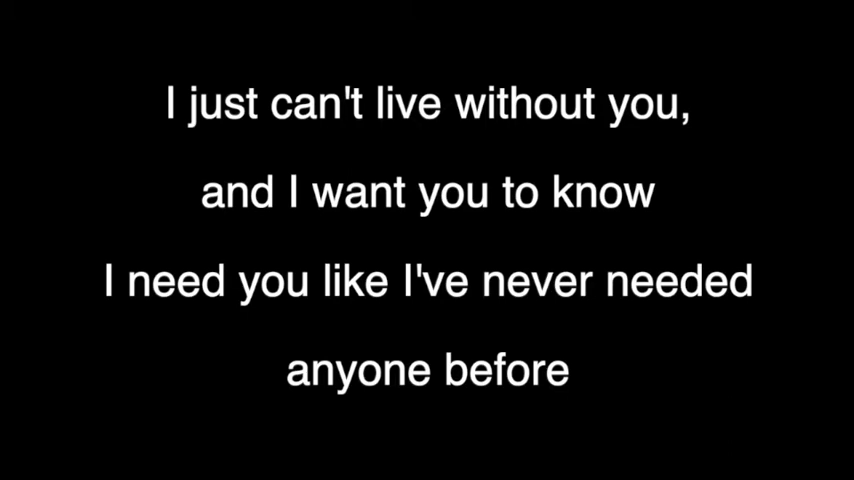 I just can't live without you,
and I want you to know
I need you like I've never needed
anyone before